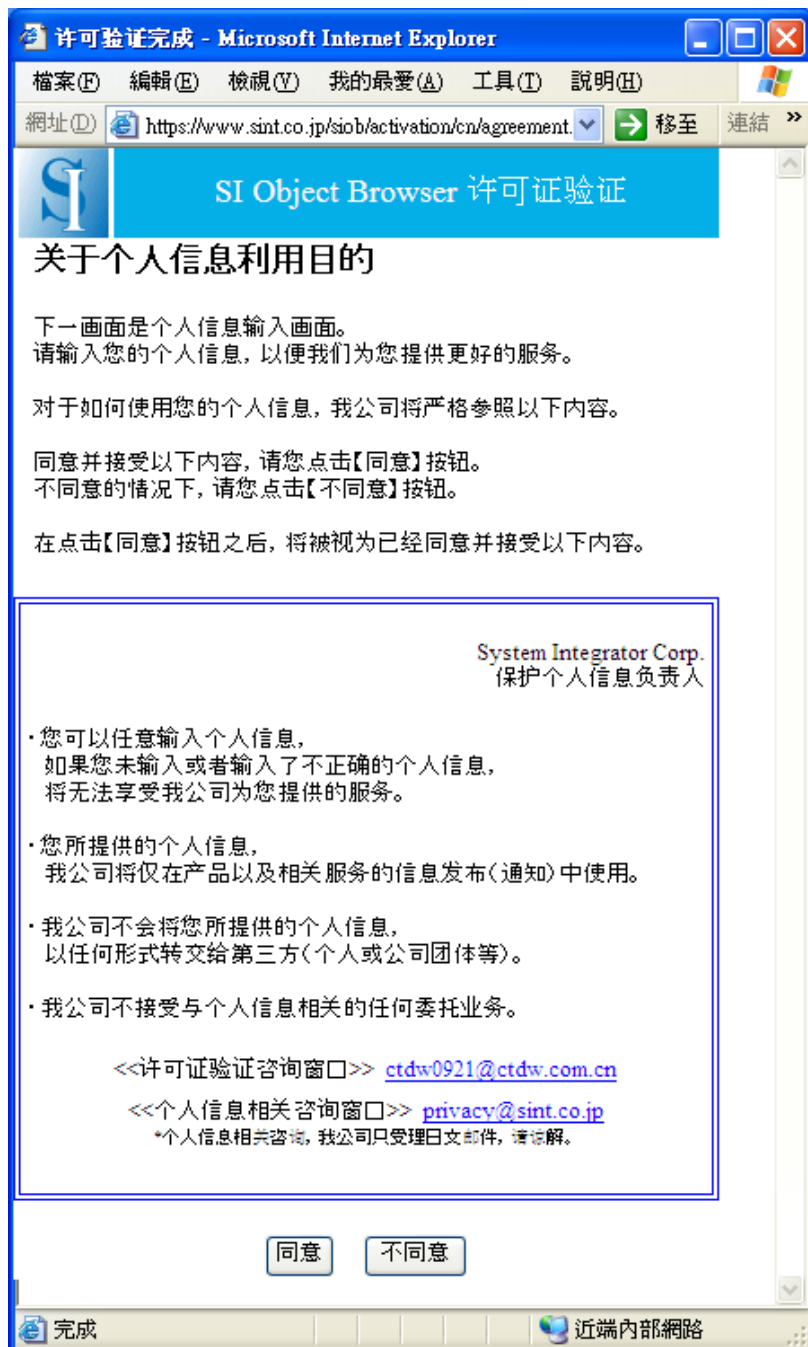 许可验证完成 - Microsoft Internet Explorer
檔案(F) 編輯(E) 檢視(V) 我的最愛(A) 工具(T) 說明(H)
網址(D) https://www.sint.co.jp/siob/activation/cn/agreement. 移至 連結 »
SI
SI Object Browser 许可证验证
关于个人信息利用目的
下一画面是个人信息输入画面。
请输入您的个人信息, 以便我们为您提供更好的服务。
对于如何使用您的个人信息, 我公司将严格参照以下内容。
同意并接受以下内容, 请您点击【同意】按钮。
不同意的情况下, 请您点击【不同意】按钮。
在点击【同意】按钮之后, 将被视为已经同意并接受以下内容。
System Integrator Corp.
保护个人信息负责人
・您可以任意输入个人信息,
如果您未输入或者输入了不正确的个人信息,
将无法享受我公司为您提供的服务。
・您所提供的个人信息,
我公司将仅在产品以及相关服务的信息发布(通知)中使用。
・我公司不会将您所提供的个人信息,
以任何形式转交给第三方(个人或公司团体等)。
・我公司不接受与个人信息相关的任何委托业务。
<<许可证验证咨询窗口>> ctdw0921@ctdw.com.cn
<<个人信息相关咨询窗口>> privacy@sint.co.jp
*个人信息相关咨询, 我公司只受理日文邮件, 请谅解。
同意 不同意
完成 近端內部網路